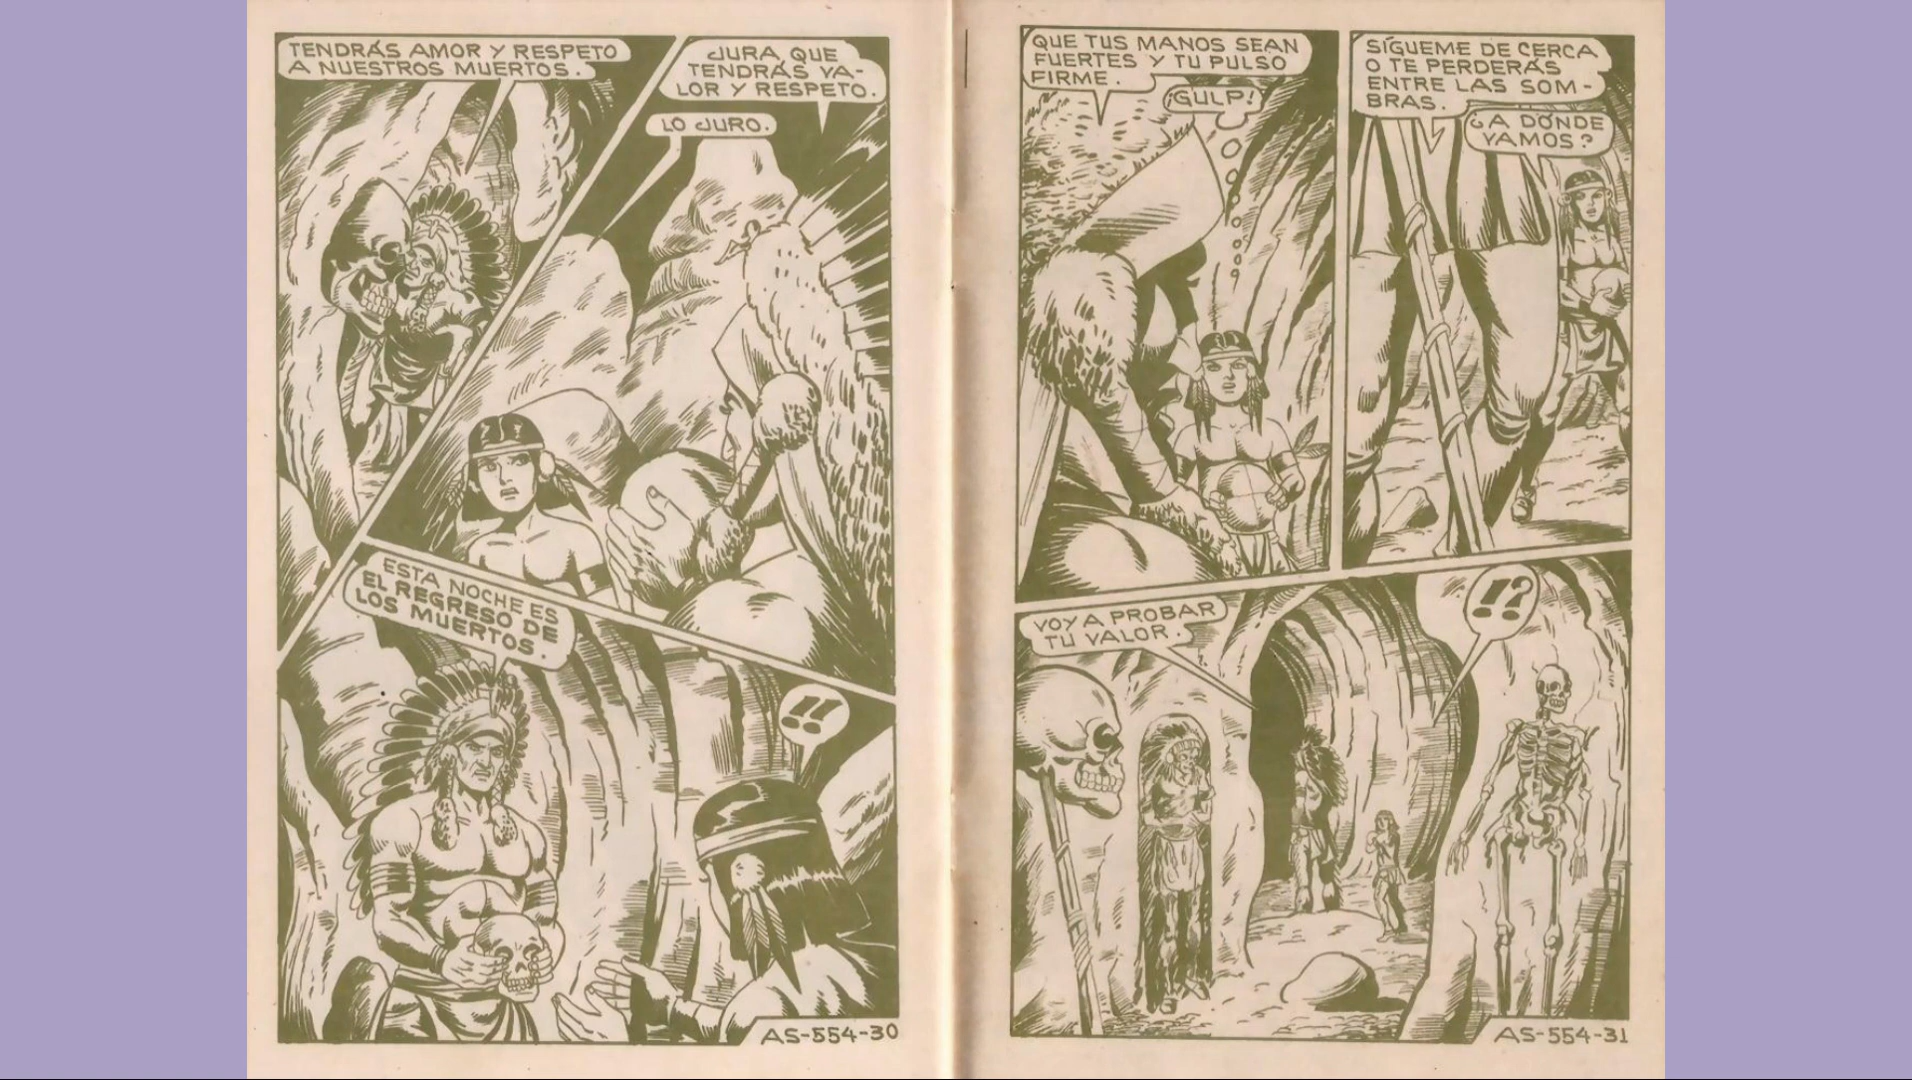 TENDRÁS AMOR Y RESPETO
A NUESTROS MUERTOS.
JURA, QUE
TENDRÁS VA-
LOR Y RESPETO.
LO JURO.
ESTA NOCHE ES
EL REGRESO DE
LOS MUERTOS.
!!
AS-554-30
QUE TUS MANOS SEAN
FUERTES Y TU PULSO
FIRME.
¡GULP!
SÍGUEME DE CERCA
O TE PERDERÁS
ENTRE LAS SOM-
BRAS.
¿A DÓNDE
VAMOS?
VOY A PROBAR
TU VALOR.
!?
AS-554-31